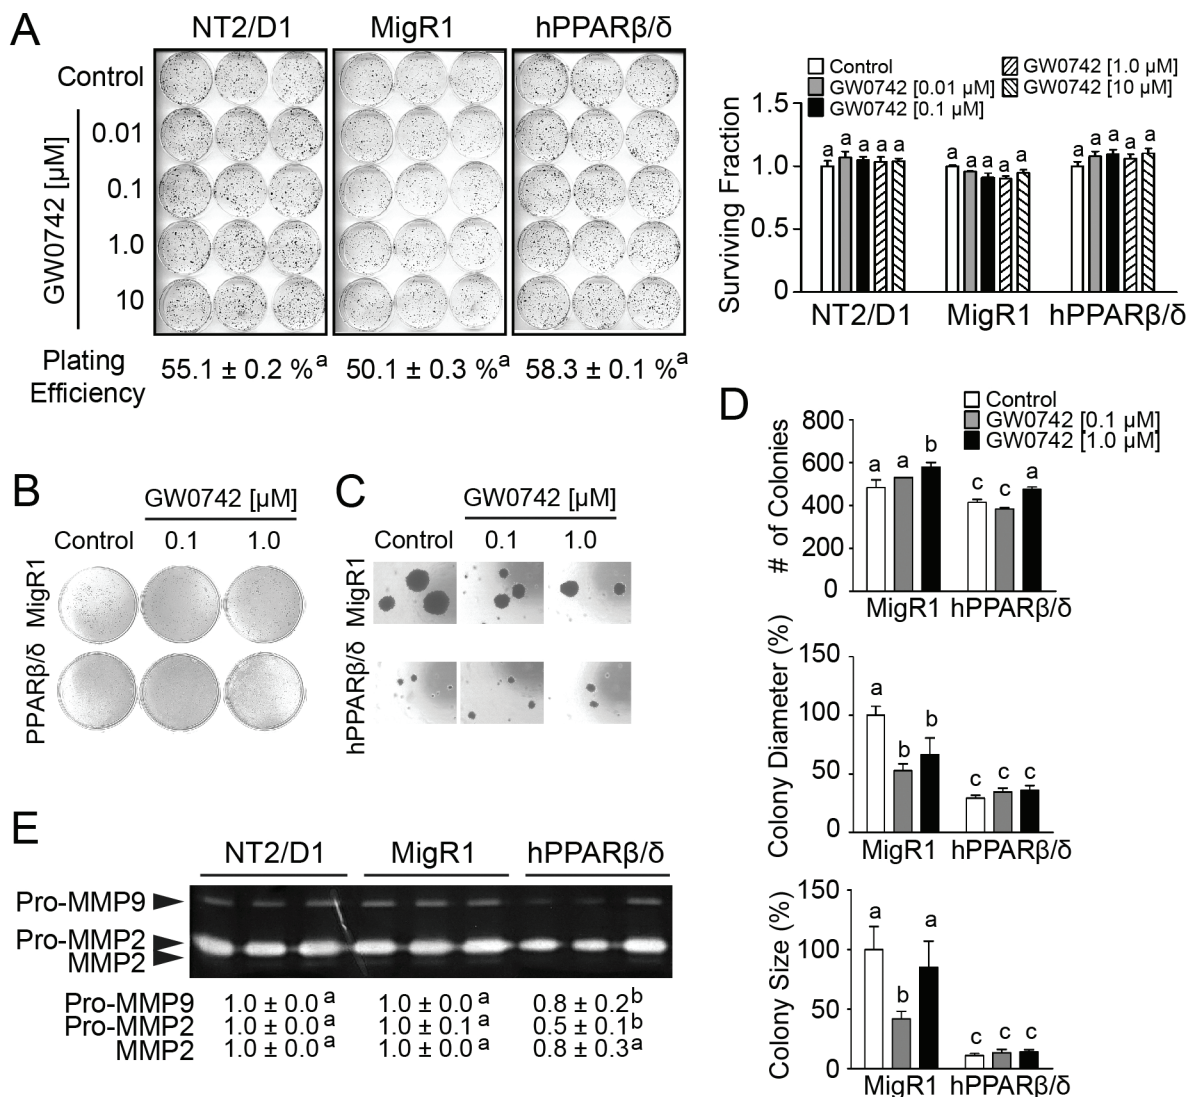 A
NT2/D1 MigR1 hPPARβ/δ
Control
0.01
0.1
1.0
10
GW0742 [µM]
Plating Efficiency
55.1 ± 0.2 %a 50.1 ± 0.3 %a 58.3 ± 0.1 %a
Control
GW0742 [0.01 µM]
GW0742 [0.1 µM]
GW0742 [1.0 µM]
GW0742 [10 µM]
Surviving Fraction
1.5
1.0
0.5
0
a a a a a a a a a a a a a a a
NT2/D1 MigR1 hPPARβ/δ
B
GW0742 [µM]
Control 0.1 1.0
MigR1
PPARβ/δ
C
GW0742 [µM]
Control 0.1 1.0
MigR1
hPPARβ/δ
D
Control
GW0742 [0.1 µM]
GW0742 [1.0 µM]
# of Colonies
800
600
400
200
0
a a b c c a
MigR1 hPPARβ/δ
Colony Diameter (%)
150
100
50
0
a b b c c c
MigR1 hPPARβ/δ
Colony Size (%)
150
100
50
0
a b a c c c
MigR1 hPPARβ/δ
E
NT2/D1 MigR1 hPPARβ/δ
Pro-MMP9
Pro-MMP2
MMP2
Pro-MMP9 1.0 ± 0.0 a 1.0 ± 0.0 a 0.8 ± 0.2 b
Pro-MMP2 1.0 ± 0.0 a 1.0 ± 0.1 a 0.5 ± 0.1 b
MMP2 1.0 ± 0.0 a 1.0 ± 0.0 a 0.8 ± 0.3 a